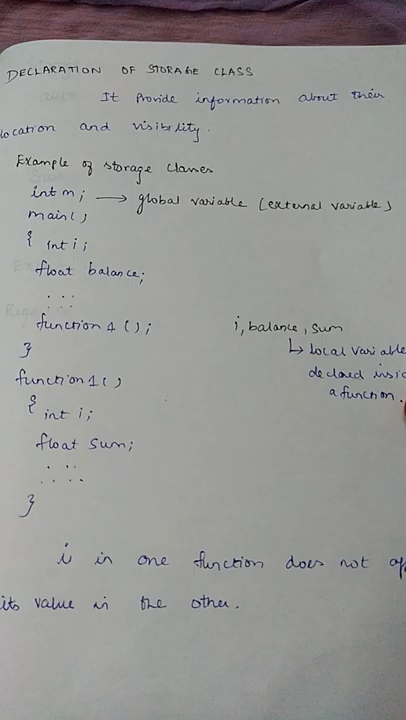 DECLARATION OF STORAGE CLASS
It Provide information about their
location and visibility.
Example of storage classes
int m; → global variable (external variable)
main()
{ int i;
float balance;
... 
...
function 1 ();
i, balance, sum
}
↳ local variable
function 1 ()
declared
{ int i;
a function.
float sum;
...
....
}
i in one function does not
its value in the other.